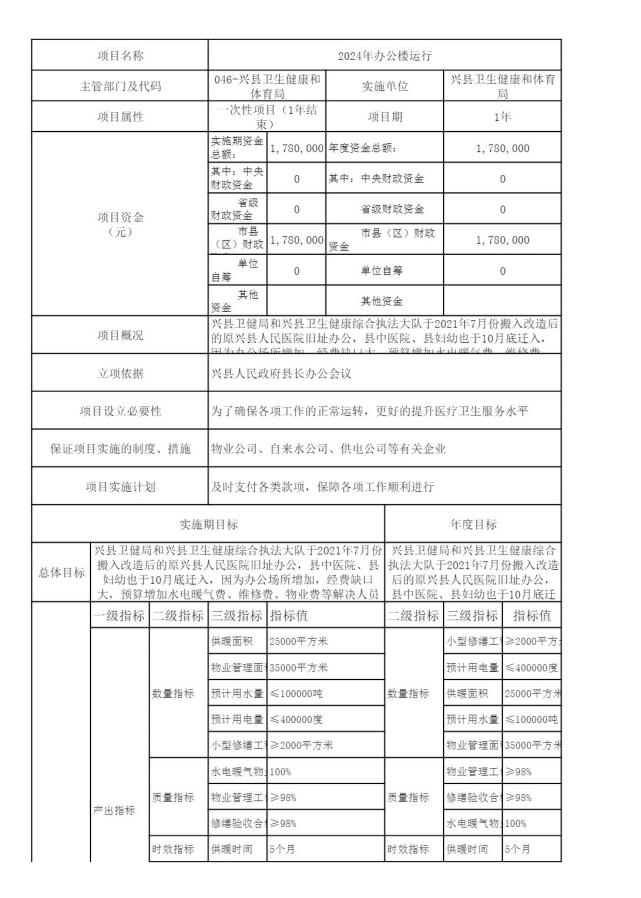 项目名称 2024年办公楼运行
主管部门及代码 046-兴县卫生健康和体育局 实施单位 兴县卫生健康和体育局
项目属性 一次性项目（1年结束） 项目期 1年
项目资金（元）
实施期资金总额： 1,780,000 年度资金总额： 1,780,000
其中：中央财政资金 0 其中：中央财政资金 0
省级财政资金 0 省级财政资金 0
市县（区）财政 1,780,000 市县（区）财政资金 1,780,000
单位自筹 0 单位自筹 0
其他资金 其他资金
项目概况 兴县卫健局和兴县卫生健康综合执法大队于2021年7月份搬入改造后
的原兴县人民医院旧址办公，县中医院、县妇幼也于10月底迁入，
因为办公场所增加，经费缺口大，预算增加水电暖气费、维修费
立项依据 兴县人民政府县长办公会议
项目设立必要性 为了确保各项工作的正常运转，更好的提升医疗卫生服务水平
保证项目实施的制度、措施 物业公司、自来水公司、供电公司等有关企业
项目实施计划 及时支付各类款项，保障各项工作顺利进行
实施期目标 年度目标
总体目标
兴县卫健局和兴县卫生健康综合执法大队于2021年7月份
搬入改造后的原兴县人民医院旧址办公，县中医院、县
妇幼也于10月底迁入，因为办公场所增加，经费缺口
大，预算增加水电暖气费、维修费、物业费等解决人员
兴县卫健局和兴县卫生健康综合
执法大队于2021年7月份搬入改造
后的原兴县人民医院旧址办公，
县中医院、县妇幼也于10月底迁
一级指标 二级指标 三级指标 指标值 二级指标 三级指标 指标值
产出指标
数量指标 数量指标
供暖面积 25000平方米 小型修缮工 ≥2000平方
物业管理面 35000平方米 预计用电量 ≤400000度
预计用水量 ≤100000吨 供暖面积 25000平方米
预计用电量 ≤400000度 预计用水量 ≤100000吨
小型修缮工 ≥2000平方米 物业管理面 35000平方米
质量指标 质量指标
水电暖气物 100% 物业管理工 ≥98%
物业管理工 ≥98% 修缮验收合 ≥98%
修缮验收合 ≥98% 水电暖气物 100%
时效指标 供暖时间 5个月 时效指标 供暖时间 5个月